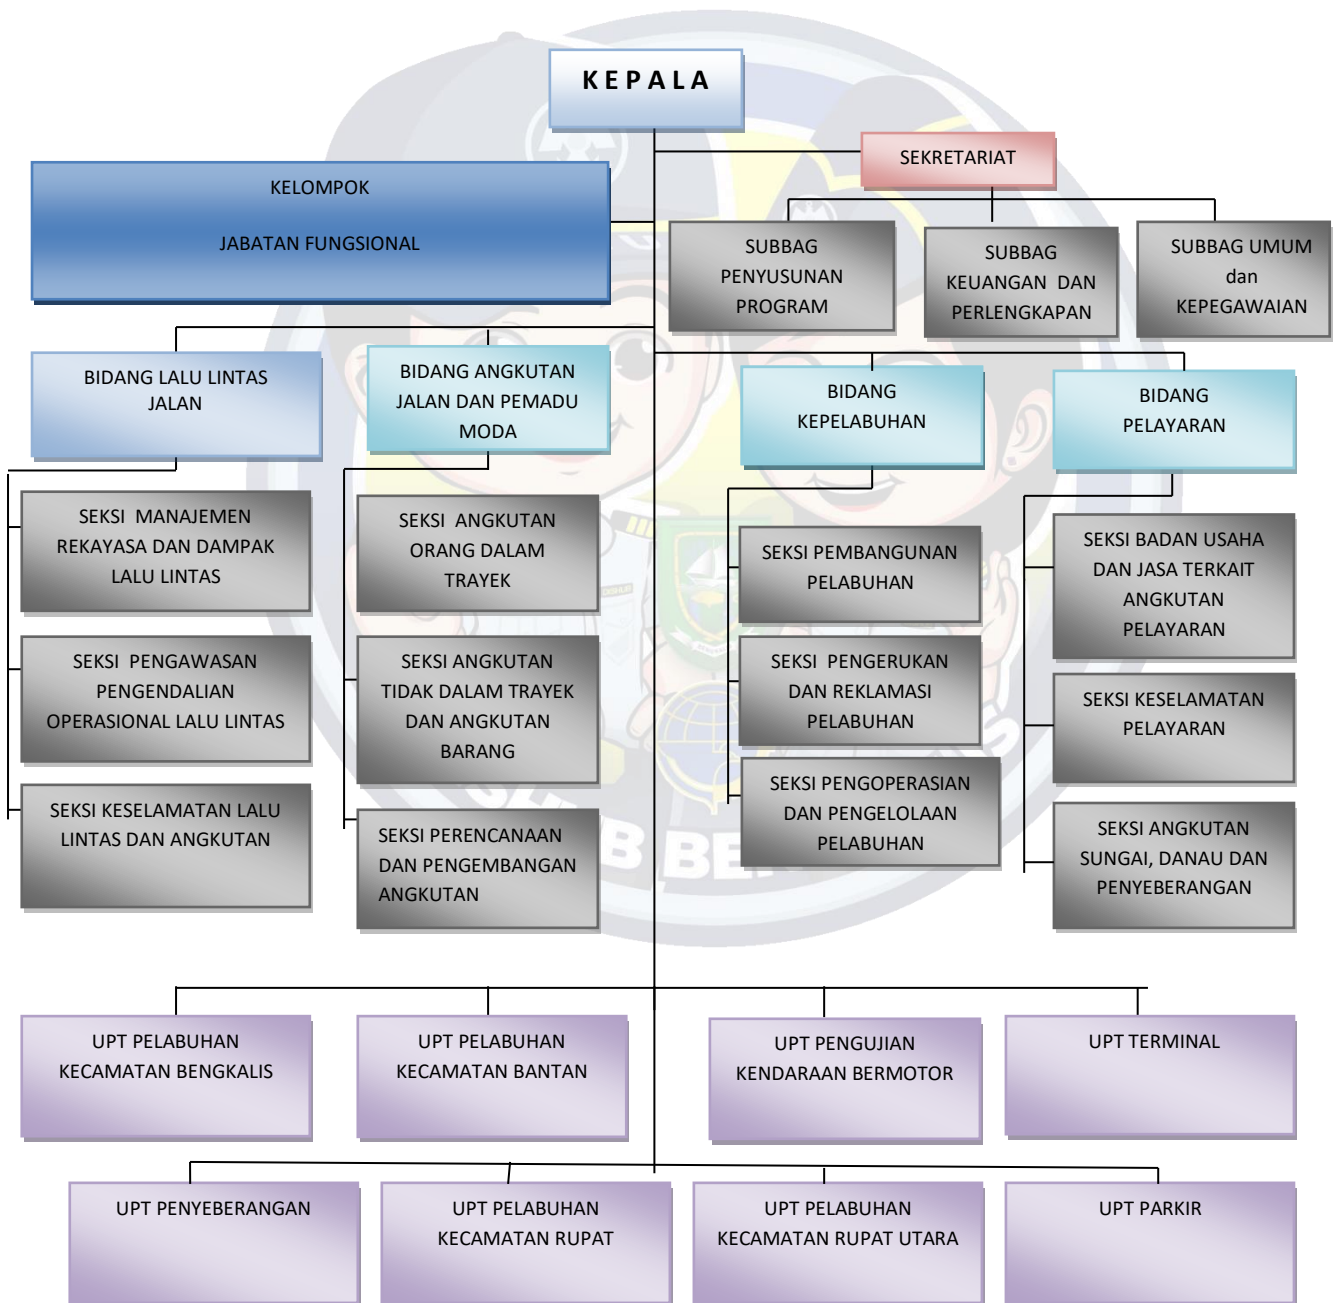 K E P A L A
SEKRETARIAT
KELOMPOK
JABATAN FUNGSIONAL
SUBBAG
PENYUSUNAN
PROGRAM
SUBBAG
KEUANGAN DAN
PERLENGKAPAN
SUBBAG UMUM
dan
KEPEGAWAIAN
BIDANG LALU LINTAS
JALAN
BIDANG ANGKUTAN
JALAN DAN PEMADU
MODA
BIDANG
KEPELABUHAN
BIDANG
PELAYARAN
SEKSI MANAJEMEN
REKAYASA DAN DAMPAK
LALU LINTAS
SEKSI ANGKUTAN
ORANG DALAM
TRAYEK
SEKSI PEMBANGUNAN
PELABUHAN
SEKSI BADAN USAHA
DAN JASA TERKAIT
ANGKUTAN
PELAYARAN
SEKSI PENGAWASAN
PENGENDALIAN
OPERASIONAL LALU LINTAS
SEKSI ANGKUTAN
TIDAK DALAM TRAYEK
DAN ANGKUTAN
BARANG
SEKSI PENGERUKAN
DAN REKLAMASI
PELABUHAN
SEKSI KESELAMATAN
PELAYARAN
SEKSI KESELAMATAN LALU
LINTAS DAN ANGKUTAN
SEKSI PERENCANAAN
DAN PENGEMBANGAN
ANGKUTAN
SEKSI PENGOPERASIAN
DAN PENGELOLAAN
PELABUHAN
SEKSI ANGKUTAN
SUNGAI, DANAU DAN
PENYEBERANGAN
UPT PELABUHAN
KECAMATAN BENGKALIS
UPT PELABUHAN
KECAMATAN BANTAN
UPT PENGUJIAN
KENDARAAN BERMOTOR
UPT TERMINAL
UPT PENYEBERANGAN
UPT PELABUHAN
KECAMATAN RUPAT
UPT PELABUHAN
KECAMATAN RUPAT UTARA
UPT PARKIR